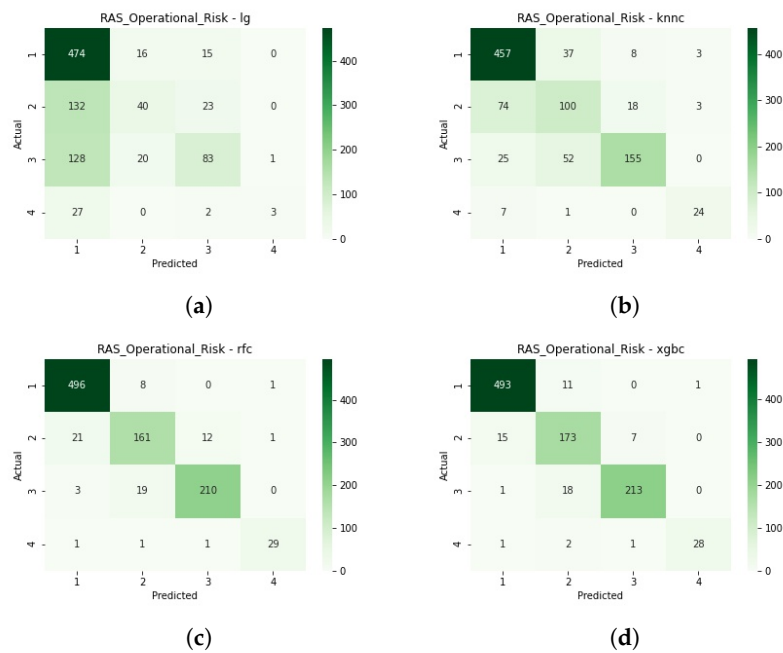 RAS_Operational_Risk - lg
474 16 15 0
132 40 23 0
128 20 83 1
27 0 2 3
1 2 3 4
1 2 3 4
Actual
Predicted
400
300
200
100
0
(a)
RAS_Operational_Risk - knnc
457 37 8 3
74 100 18 3
25 52 155 0
7 1 0 24
1 2 3 4
1 2 3 4
Actual
Predicted
400
300
200
100
0
(b)
RAS_Operational_Risk - rfc
496 8 0 1
21 161 12 1
3 19 210 0
1 1 1 29
1 2 3 4
1 2 3 4
Actual
Predicted
400
300
200
100
0
(c)
RAS_Operational_Risk - xgbc
493 11 0 1
15 173 7 0
1 18 213 0
1 2 1 28
1 2 3 4
1 2 3 4
Actual
Predicted
400
300
200
100
0
(d)